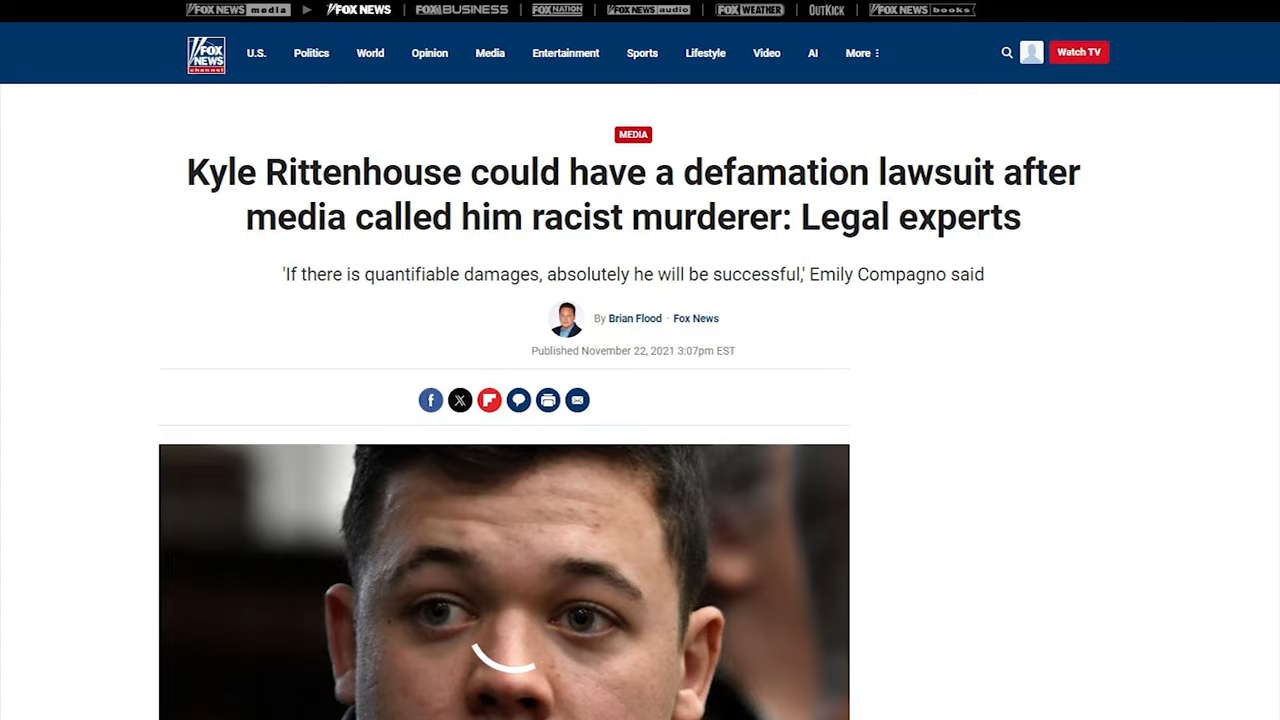 FOX NEWS media
FOX NEWS
FOX BUSINESS
FOX NATION
FOX NEWS audio
FOX WEATHER
OUTKICK
FOX NEWS books
FOX
NEWS
channel
U.S.
Politics
World
Opinion
Media
Entertainment
Sports
Lifestyle
Video
AI
More
Watch TV
MEDIA
Kyle Rittenhouse could have a defamation lawsuit after
media called him racist murderer: Legal experts
'If there is quantifiable damages, absolutely he will be successful,' Emily Compagno said
By Brian Flood · Fox News
Published November 22, 2021 3:07pm EST